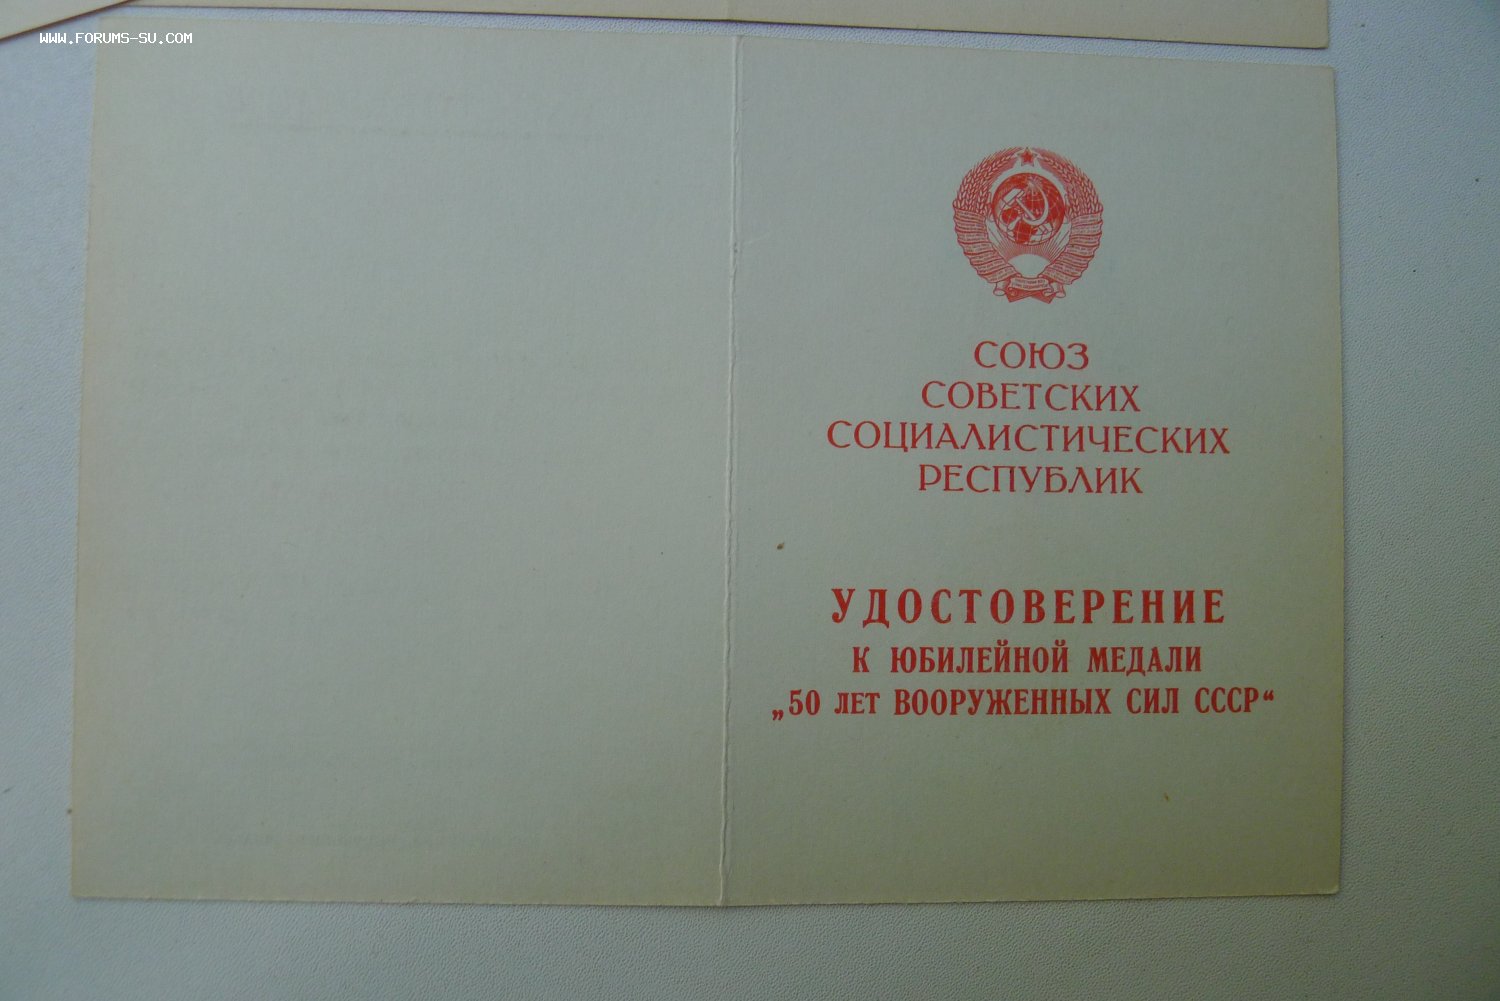 WWW.FORUMS-SU.COM
СОЮЗ
СОВЕТСКИХ
СОЦИАЛИСТИЧЕСКИХ
РЕСПУБЛИК
УДОСТОВЕРЕНИЕ
К ЮБИЛЕЙНОЙ МЕДАЛИ
„50 ЛЕТ ВООРУЖЕННЫХ СИЛ СССР“